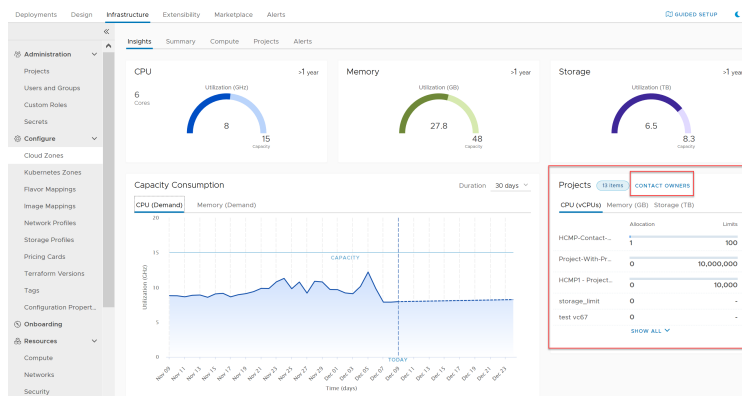 Deployments Design Infrastructure Extensibility Marketplace Alerts GUIDED SETUP
«
Insights Summary Compute Projects Alerts
Administration
Projects
Users and Groups
Custom Roles
Secrets
Configure
Cloud Zones
Kubernetes Zones
Flavor Mappings
Image Mappings
Network Profiles
Storage Profiles
Pricing Cards
Terraform Versions
Tags
Configuration Propert...
Onboarding
Resources
Compute
Networks
Security
CPU >1 year
6
Cores
Utilization (GHz)
8
15
Capacity
Memory >1 year
Utilization (GB)
27.8
48
Capacity
Storage >1 year
Utilization (TB)
6.5
8.3
Capacity
Capacity Consumption Duration 30 days
CPU (Demand) Memory (Demand)
Utilization (GHz)
20
15
10
5
0
CAPACITY
TODAY
Nov 09 Nov 11 Nov 13 Nov 15 Nov 17 Nov 19 Nov 21 Nov 23 Nov 25 Nov 27 Nov 29 Dec 01 Dec 03 Dec 05 Dec 07 Dec 09 Dec 11 Dec 13 Dec 15 Dec 17 Dec 19 Dec 21 Dec 23
Time (days)
Projects 13 items CONTACT OWNERS
CPU (vCPUs) Memory (GB) Storage (TB)
Allocation Limits
HCMP-Contact-... 1 100
Project-With-Pr... 0 10,000,000
HCMP1 - Project... 0 10,000
storage_limit 0 -
test vc67 0 -
SHOW ALL